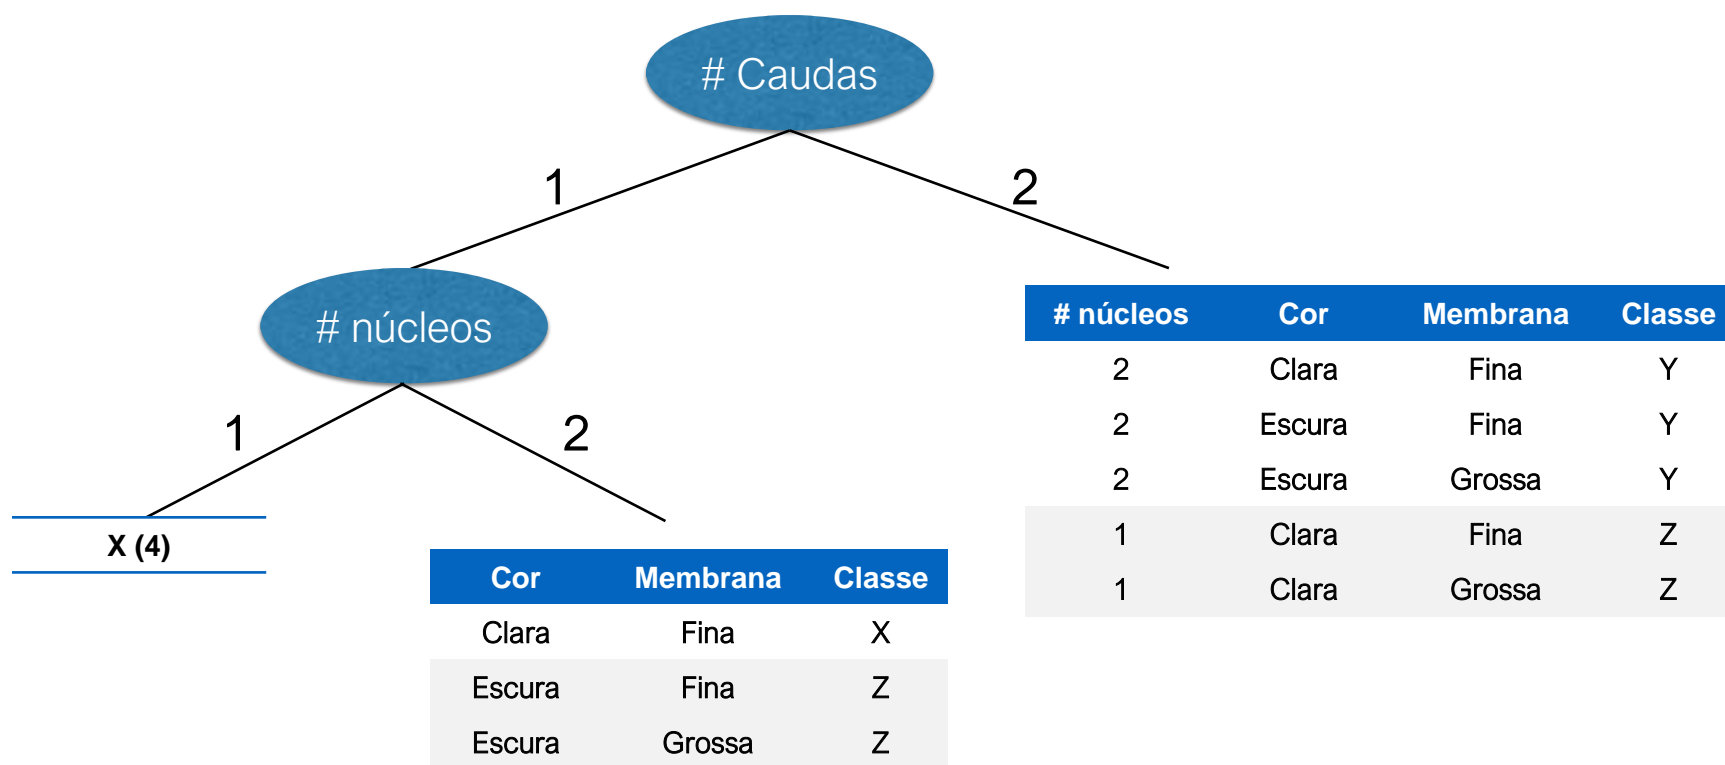 # Caudas
1
2
# núcleos
1
2
X (4)
Cor Membrana Classe
Clara Fina X
Escura Fina Z
Escura Grossa Z
# núcleos Cor Membrana Classe
2 Clara Fina Y
2 Escura Fina Y
2 Escura Grossa Y
1 Clara Fina Z
1 Clara Grossa Z